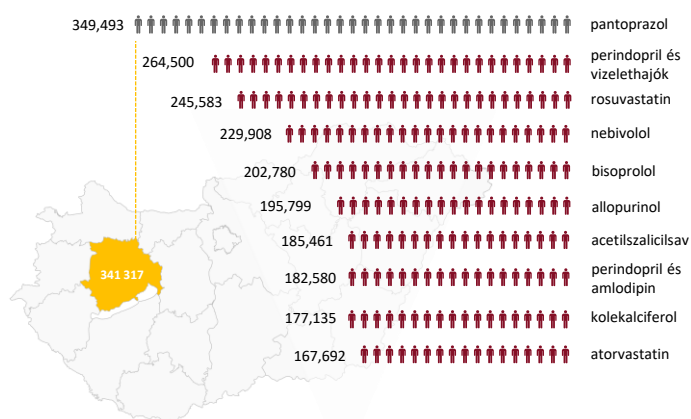 349,493 pantoprazol
264,500 perindopril és
vizelethajók
245,583 rosuvastatin
229,908 nebivolol
202,780 bisoprolol
195,799 allopurinol
185,461 acetilszalicilsav
341 317
182,580 perindopril és
amlodipin
177,135 kolekalciferol
167,692 atorvastatin